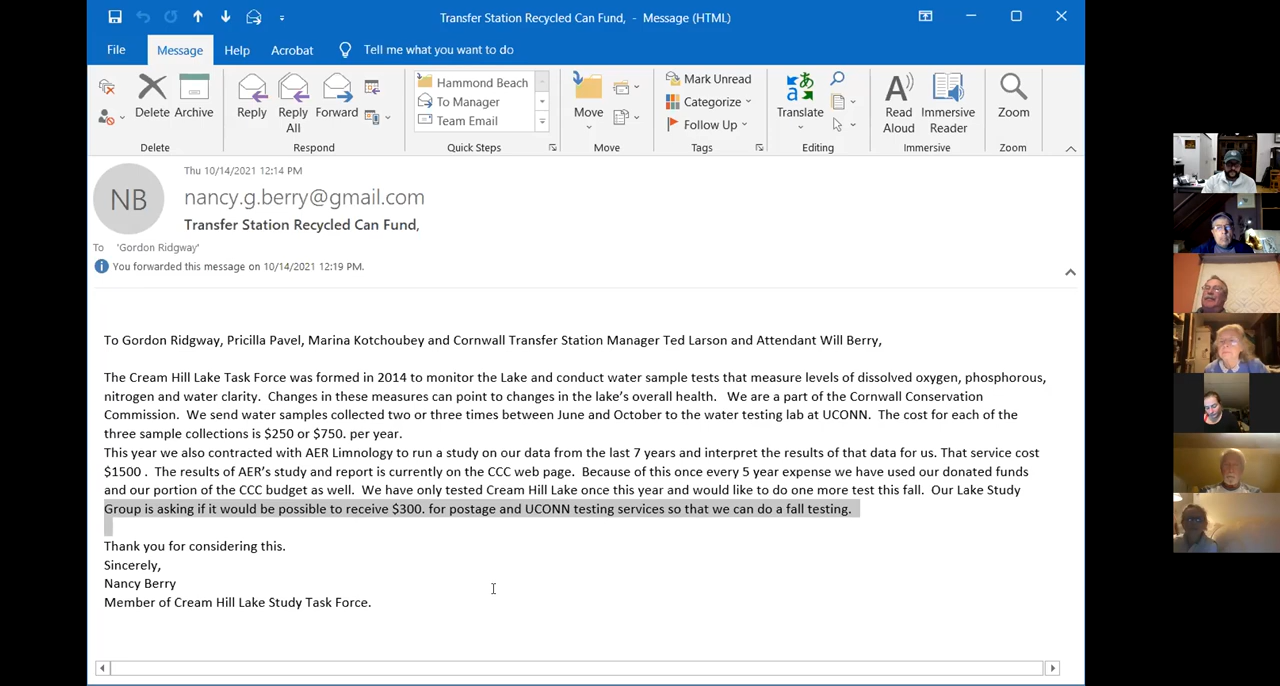 Transfer Station Recycled Can Fund, - Message (HTML)
File Message Help Acrobat Tell me what you want to do
Delete Archive Reply Reply All Forward
Hammond Beach
To Manager
Team Email
Move
Mark Unread
Categorize
Follow Up
Translate
Read Aloud
Immersive Reader
Zoom
Delete Respond Quick Steps Move Tags Editing Immersive Zoom
NB
Thu 10/14/2021 12:14 PM
nancy.g.berry@gmail.com
Transfer Station Recycled Can Fund,
To 'Gordon Ridgway'
You forwarded this message on 10/14/2021 12:19 PM.
To Gordon Ridgway, Pricilla Pavel, Marina Kotchoubey and Cornwall Transfer Station Manager Ted Larson and Attendant Will Berry,
The Cream Hill Lake Task Force was formed in 2014 to monitor the Lake and conduct water sample tests that measure levels of dissolved oxygen, phosphorous,
nitrogen and water clarity. Changes in these measures can point to changes in the lake's overall health. We are a part of the Cornwall Conservation
Commission. We send water samples collected two or three times between June and October to the water testing lab at UCONN. The cost for each of the
three sample collections is $250 or $750. per year.
This year we also contracted with AER Limnology to run a study on our data from the last 7 years and interpret the results of that data for us. That service cost
$1500 . The results of AER's study and report is currently on the CCC web page. Because of this once every 5 year expense we have used our donated funds
and our portion of the CCC budget as well. We have only tested Cream Hill Lake once this year and would like to do one more test this fall. Our Lake Study
Group is asking if it would be possible to receive $300. for postage and UCONN testing services so that we can do a fall testing.
Thank you for considering this.
Sincerely,
Nancy Berry
Member of Cream Hill Lake Study Task Force.